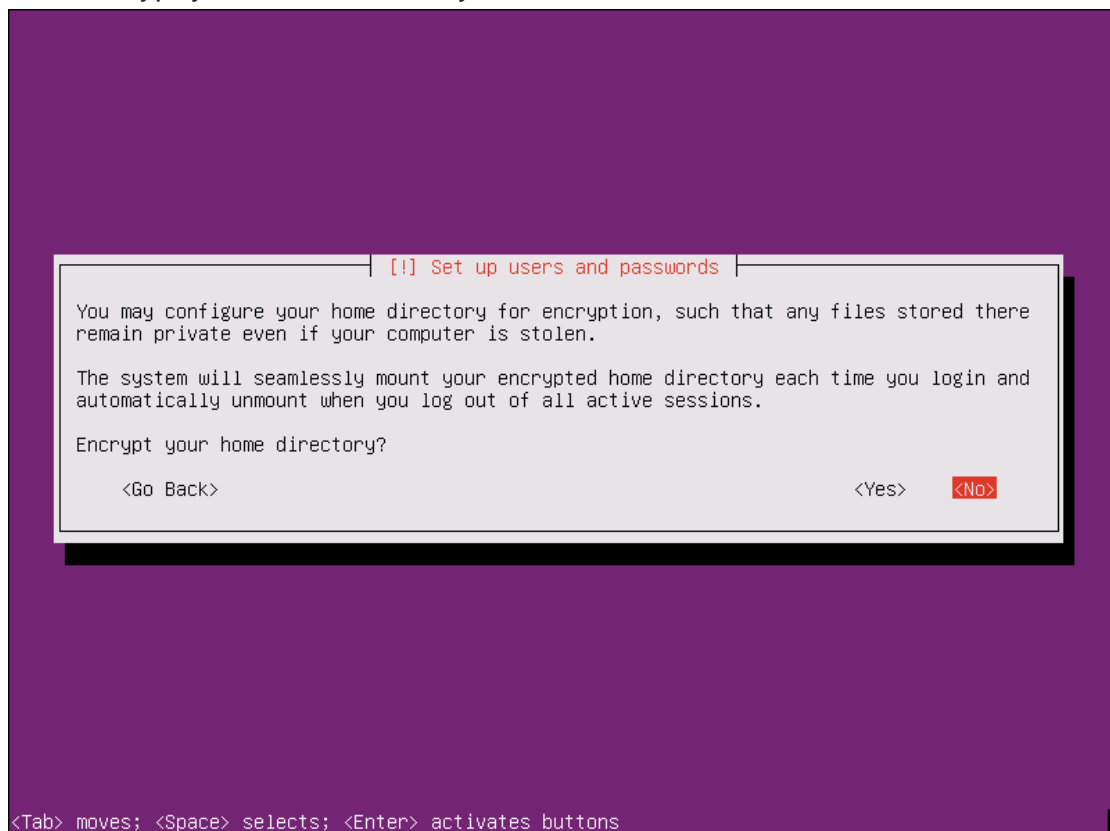 [!] Set up users and passwords
You may configure your home directory for encryption, such that any files stored there
remain private even if your computer is stolen.
The system will seamlessly mount your encrypted home directory each time you login and
automatically unmount when you log out of all active sessions.
Encrypt your home directory?
<Go Back> <Yes> <No>
<Tab> moves; <Space> selects; <Enter> activates buttons